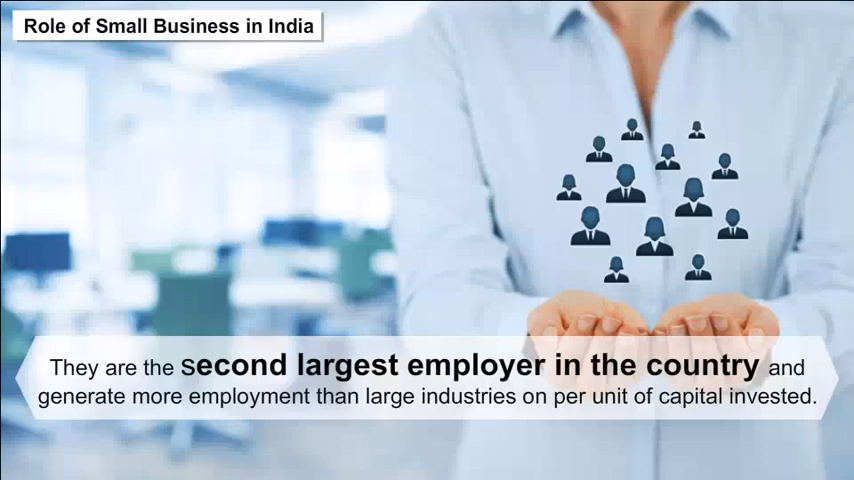 Role of Small Business in India
They are the second largest employer in the country and
generate more employment than large industries on per unit of capital invested.